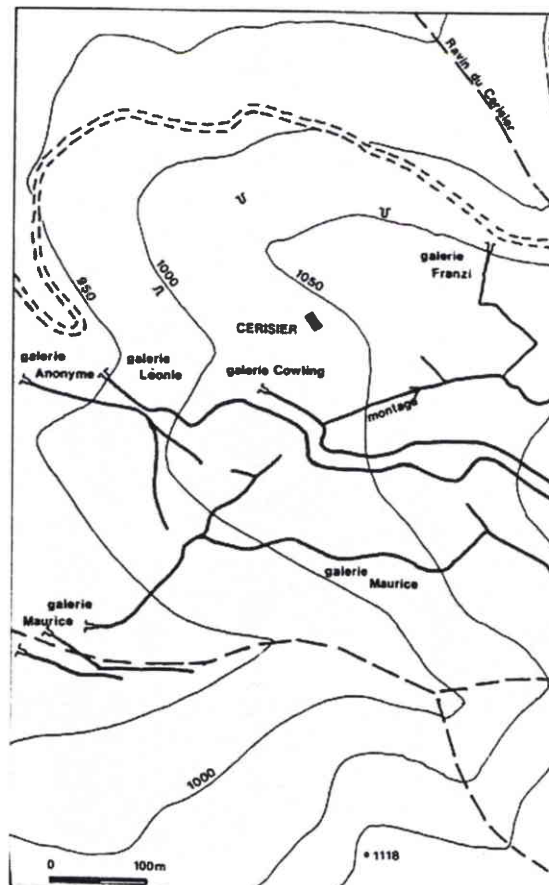 Ravin du Cerisier
galerie
Franzi
950
1000
1050
CERISIER
galerie
Anonyme
galerie
Léonie
galerie Cowling
montage
galerie
Maurice
galerie
Maurice
1000
0 100m
1118